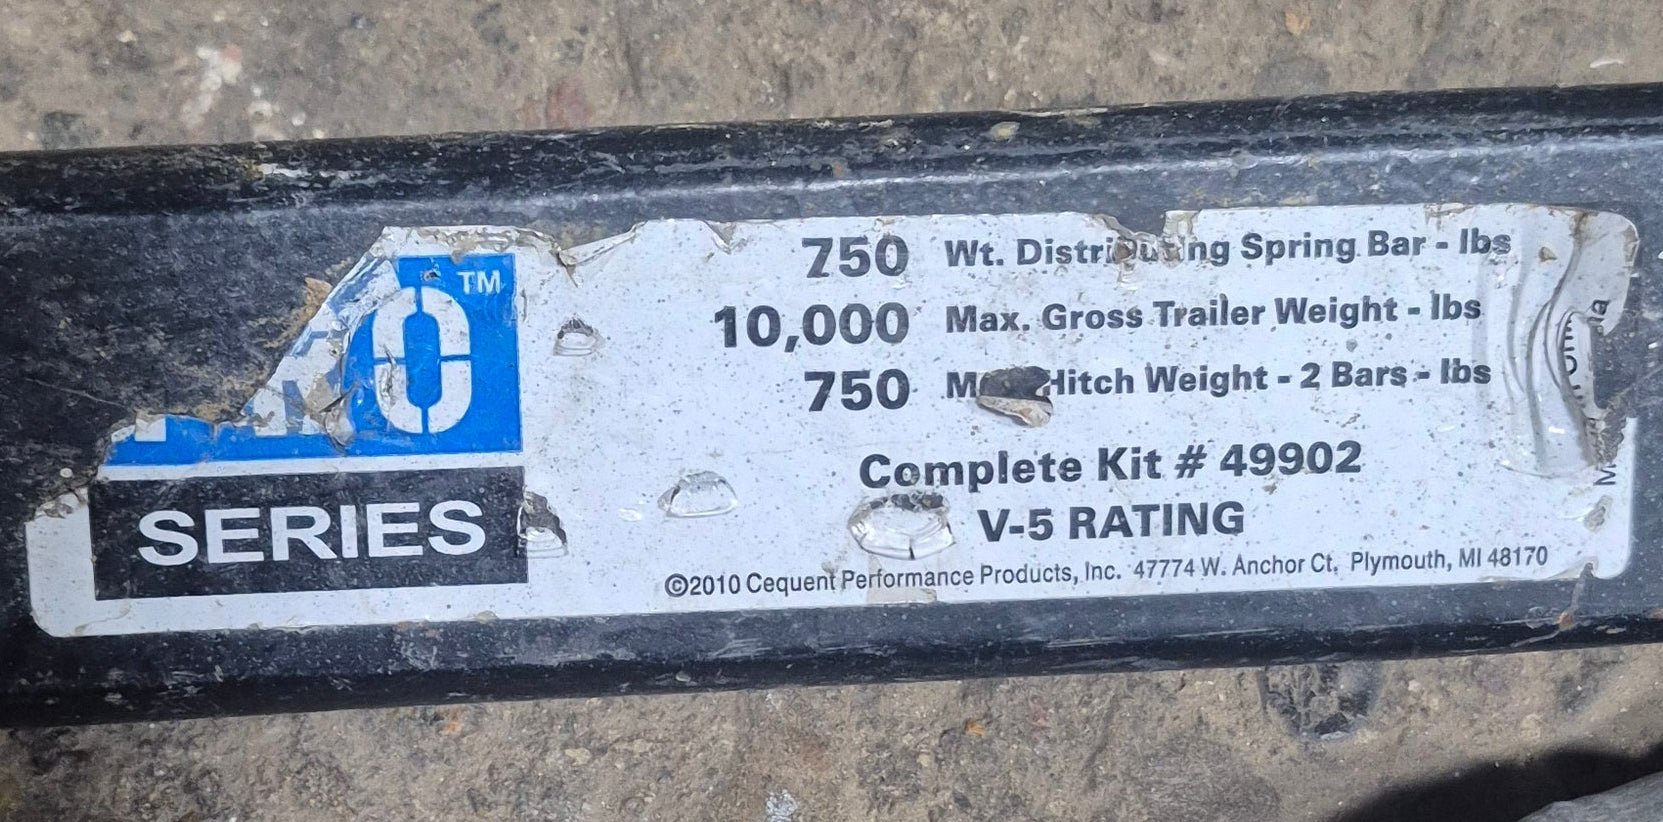 TM
SERIES
750 Wt. Distributing Spring Bar - lbs
10,000 Max. Gross Trailer Weight - lbs
750 Hitch Weight - 2 Bars - lbs
Complete Kit # 49902
V-5 RATING
©2010 Cequent Performance Products, Inc. 47774 W. Anchor Ct. Plymouth, MI 48170